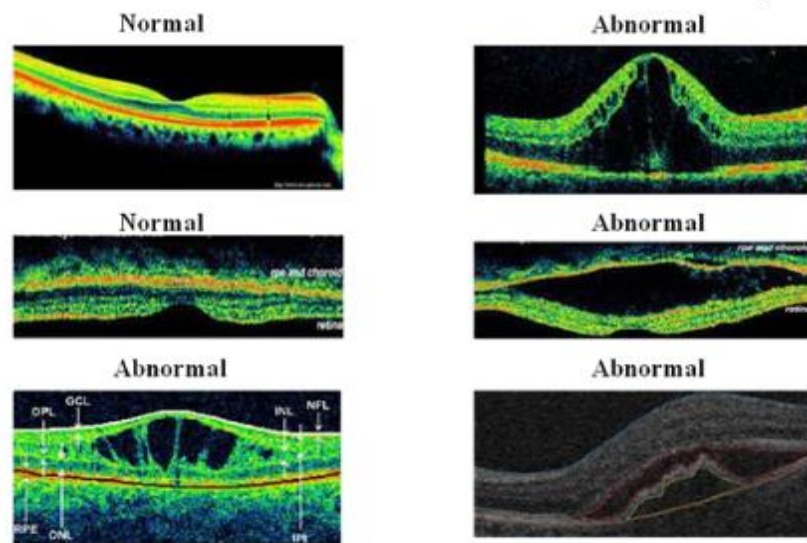 Normal
Abnormal
Normal
Abnormal
rpe and choroid
retina
rpe and choroid
retina
Abnormal
Abnormal
OPL
GCL
INL
NFL
RPE
ONL
IPL